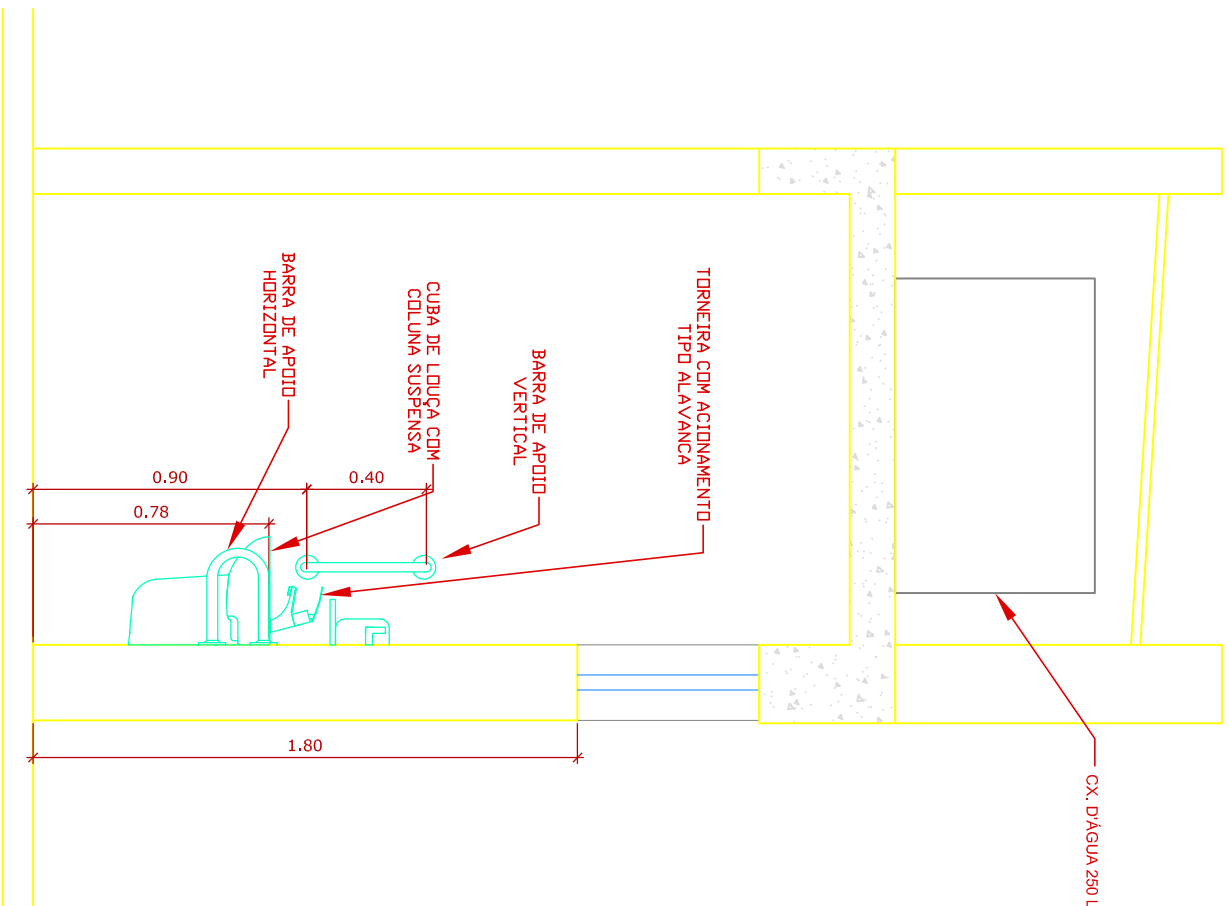 BARRA DE APOIO
HORIZONTAL
CUBA DE LOUÇA COM
COLUNA SUSPENSA
BARRA DE APOIO
VERTICAL
TORNEIRA COM ACIONAMENTO
TIPO ALAVANCA
0.90
0.40
0.78
1.80
CX. D'ÁGUA 250 L